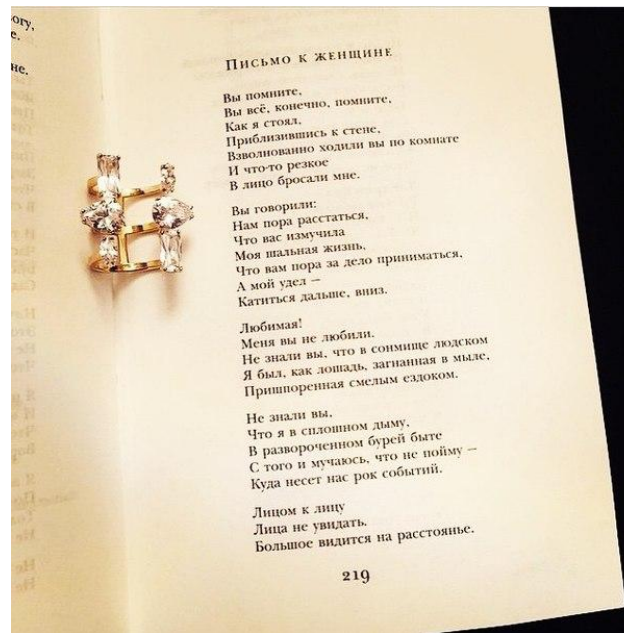 огу,
е.
не.
Письмо к женщине
Вы помните,
Вы всё, конечно, помните,
Как я стоял,
Приблизившись к стене,
Взволнованно ходили вы по комнате
И что-то резкое
В лицо бросали мне.
Вы говорили:
Нам пора расстаться,
Что вас измучила
Моя шальная жизнь,
Что вам пора за дело приниматься,
А мой удел —
Катиться дальше, вниз.
Любимая!
Меня вы не любили.
Не знали вы, что в сонмище людском
Я был, как лошадь, загнанная в мыле,
Пришпоренная смелым ездоком.
Не знали вы,
Что я в сплошном дыму,
В развороченном бурей быте
С того и мучаюсь, что не пойму —
Куда несет нас рок событий.
Лицом к лицу
Лица не увидать.
Большое видится на расстоянье.
219